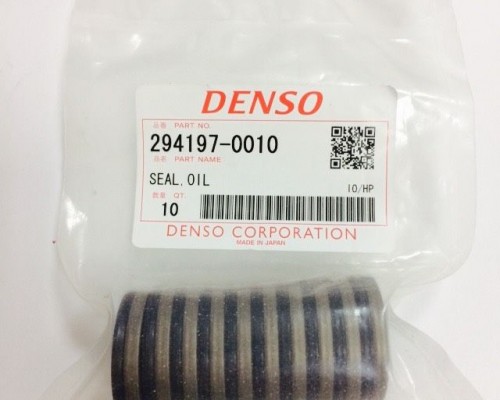 DENSO
品番 PART NO.
294197-0010
品名 PART NAME
SEAL, OIL
IO/HP
数量 QT.
10
DENSO CORPORATION
MADE IN JAPAN